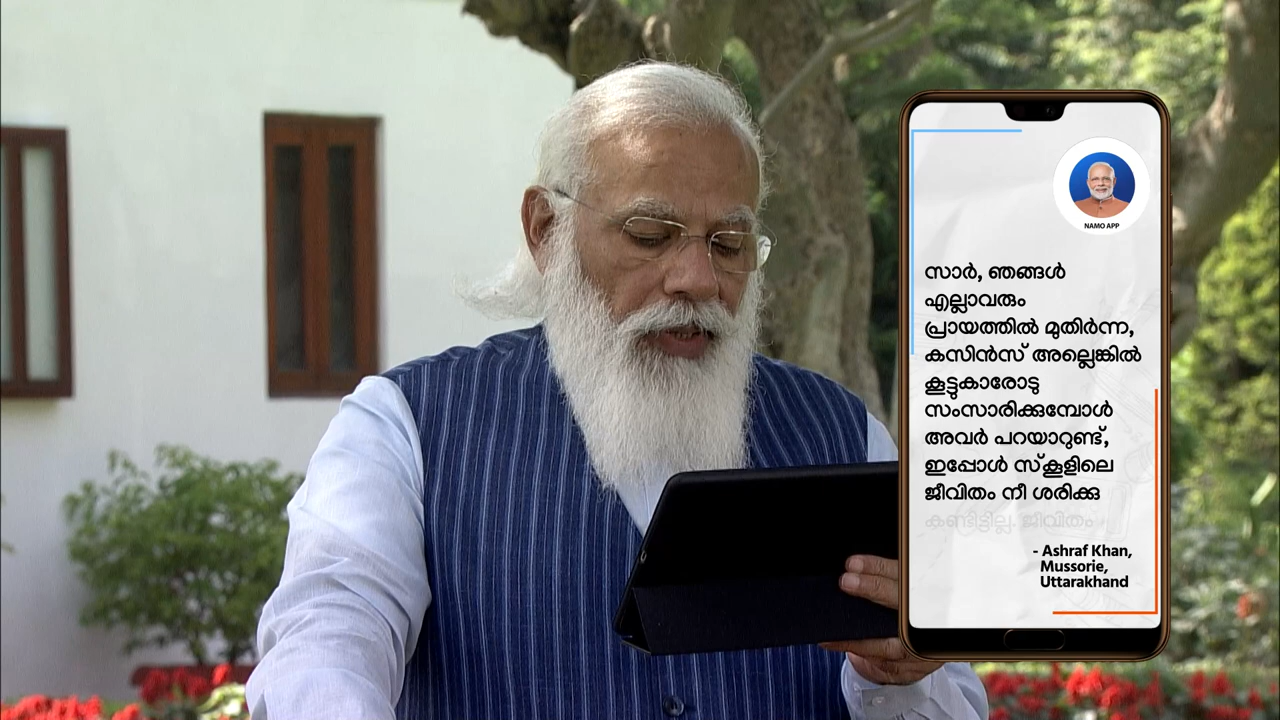 NAMO APP
സാർ, ഞങ്ങൾ
എല്ലാവരും
പ്രായത്തിൽ മുതിർന്ന,
കസിൻസ് അല്ലെങ്കിൽ
കൂട്ടുകാരോടു
സംസാരിക്കുമ്പോൾ
അവർ പറയാറുണ്ട്,
ഇപ്പോൾ സ്കൂളിലെ
ജീവിതം നീ ശരിക്കു
കണ്ടിട്ടില്ല. ജീവിതം
- Ashraf Khan,
Mussorie,
Uttarakhand